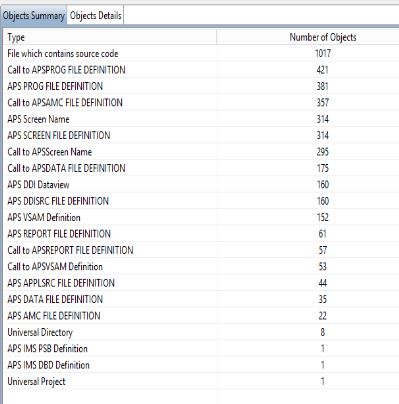 Objects Summary Objects Details
Type Number of Objects
File which contains source code 1017
Call to APSPROG FILE DEFINITION 421
APS PROG FILE DEFINITION 381
Call to APSAMC FILE DEFINITION 357
APS Screen Name 314
APS SCREEN FILE DEFINITION 314
Call to APSScreen Name 295
Call to APSDATA FILE DEFINITION 175
APS DDI Dataview 160
APS DDISRC FILE DEFINITION 160
APS VSAM Definition 152
APS REPORT FILE DEFINITION 61
Call to APSREPORT FILE DEFINITION 57
Call to APSVSAM Definition 53
APS APPLSRC FILE DEFINITION 44
APS DATA FILE DEFINITION 35
APS AMC FILE DEFINITION 22
Universal Directory 8
APS IMS PSB Definition 1
APS IMS DBD Definition 1
Universal Project 1